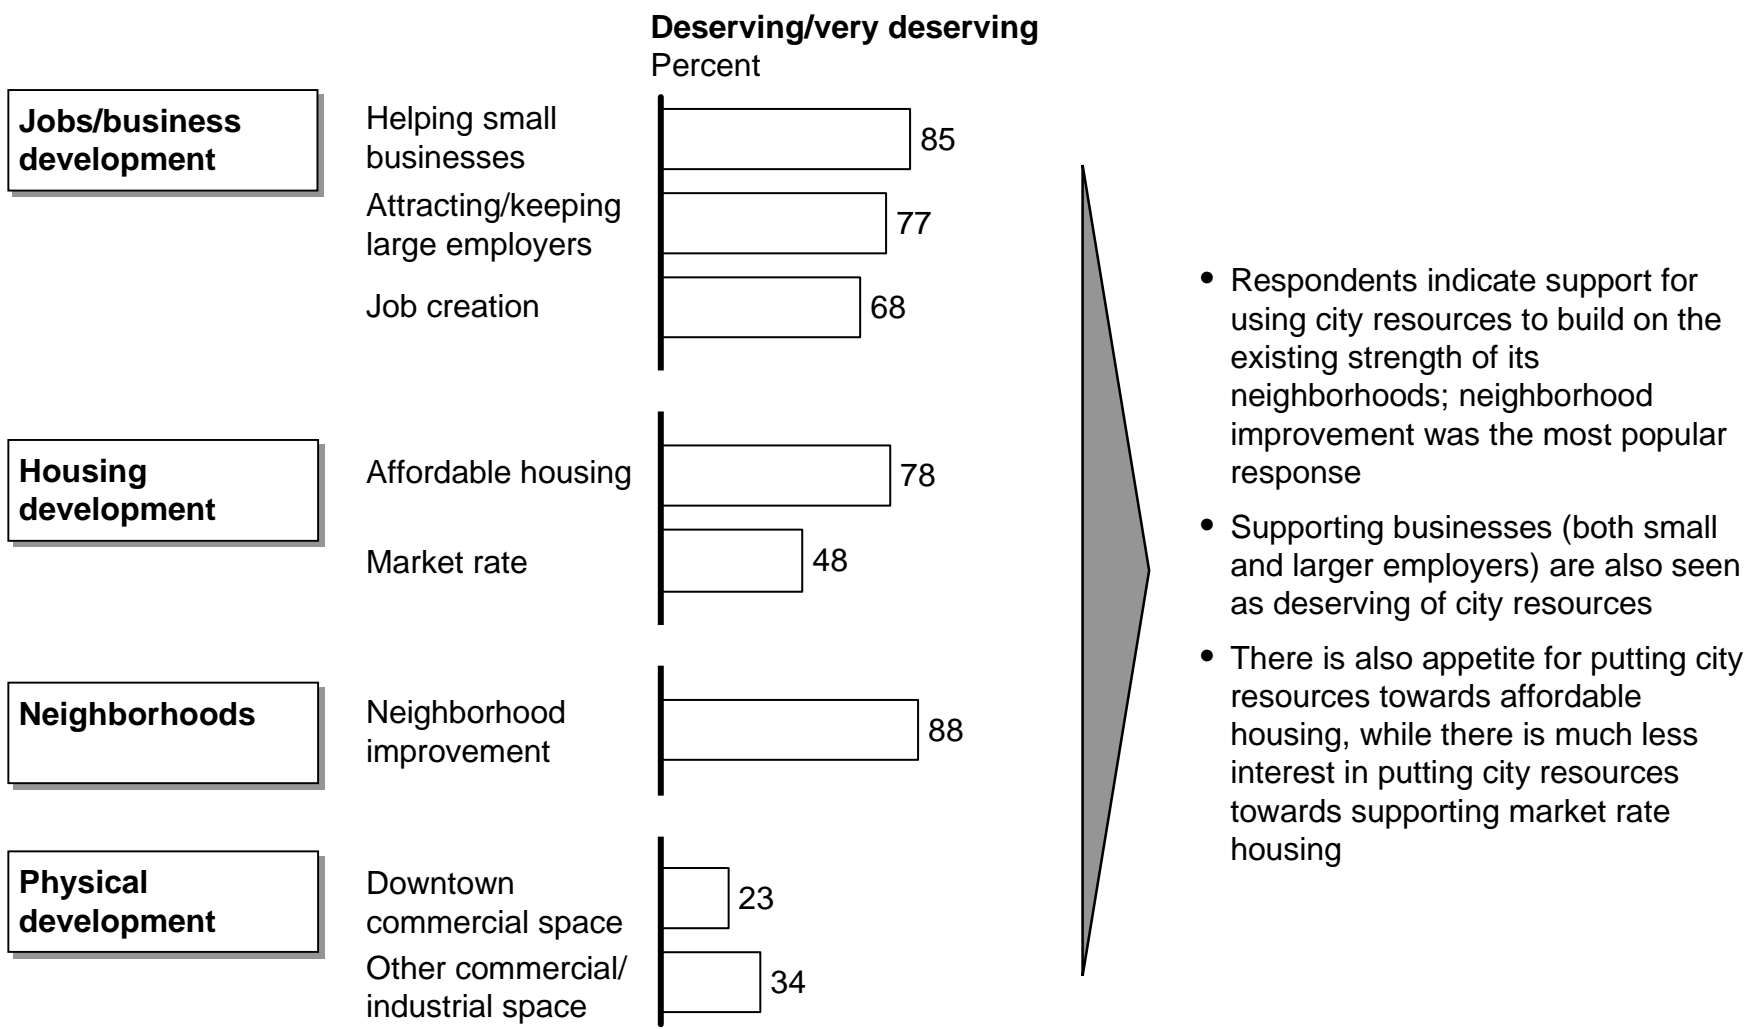 Deserving/very deserving
Percent
Jobs/business
development
Helping small
businesses
85
Attracting/keeping
large employers
77
Job creation
68
Housing
development
Affordable housing
78
Market rate
48
Neighborhoods
Neighborhood
improvement
88
Physical
development
Downtown
commercial space
23
Other commercial/
industrial space
34
• Respondents indicate support for
using city resources to build on the
existing strength of its
neighborhoods; neighborhood
improvement was the most popular
response
• Supporting businesses (both small
and larger employers) are also seen
as deserving of city resources
• There is also appetite for putting city
resources towards affordable
housing, while there is much less
interest in putting city resources
towards supporting market rate
housing